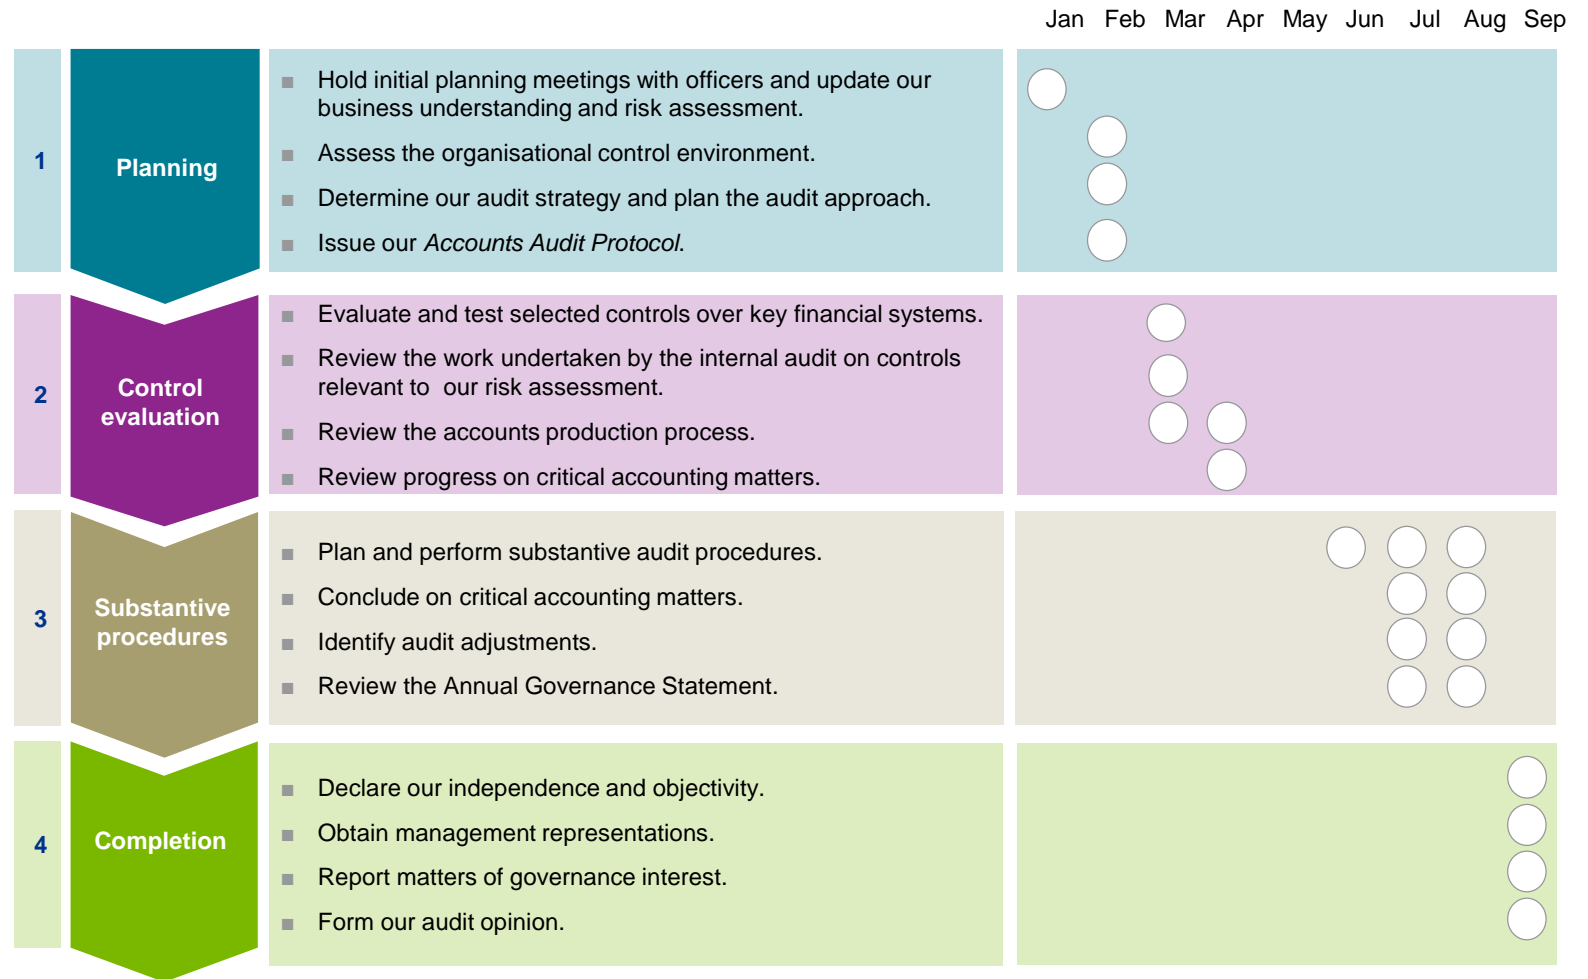 Jan Feb Mar Apr May Jun Jul Aug Sep
1
Planning
■ Hold initial planning meetings with officers and update our
business understanding and risk assessment.
■ Assess the organisational control environment.
■ Determine our audit strategy and plan the audit approach.
■ Issue our Accounts Audit Protocol.
2
Control
evaluation
■ Evaluate and test selected controls over key financial systems.
■ Review the work undertaken by the internal audit on controls
relevant to  our risk assessment.
■ Review the accounts production process.
■ Review progress on critical accounting matters.
3
Substantive
procedures
■ Plan and perform substantive audit procedures.
■ Conclude on critical accounting matters.
■ Identify audit adjustments.
■ Review the Annual Governance Statement.
4
Completion
■ Declare our independence and objectivity.
■ Obtain management representations.
■ Report matters of governance interest.
■ Form our audit opinion.